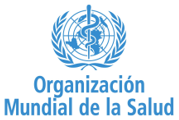 Organización
Mundial de la Salud